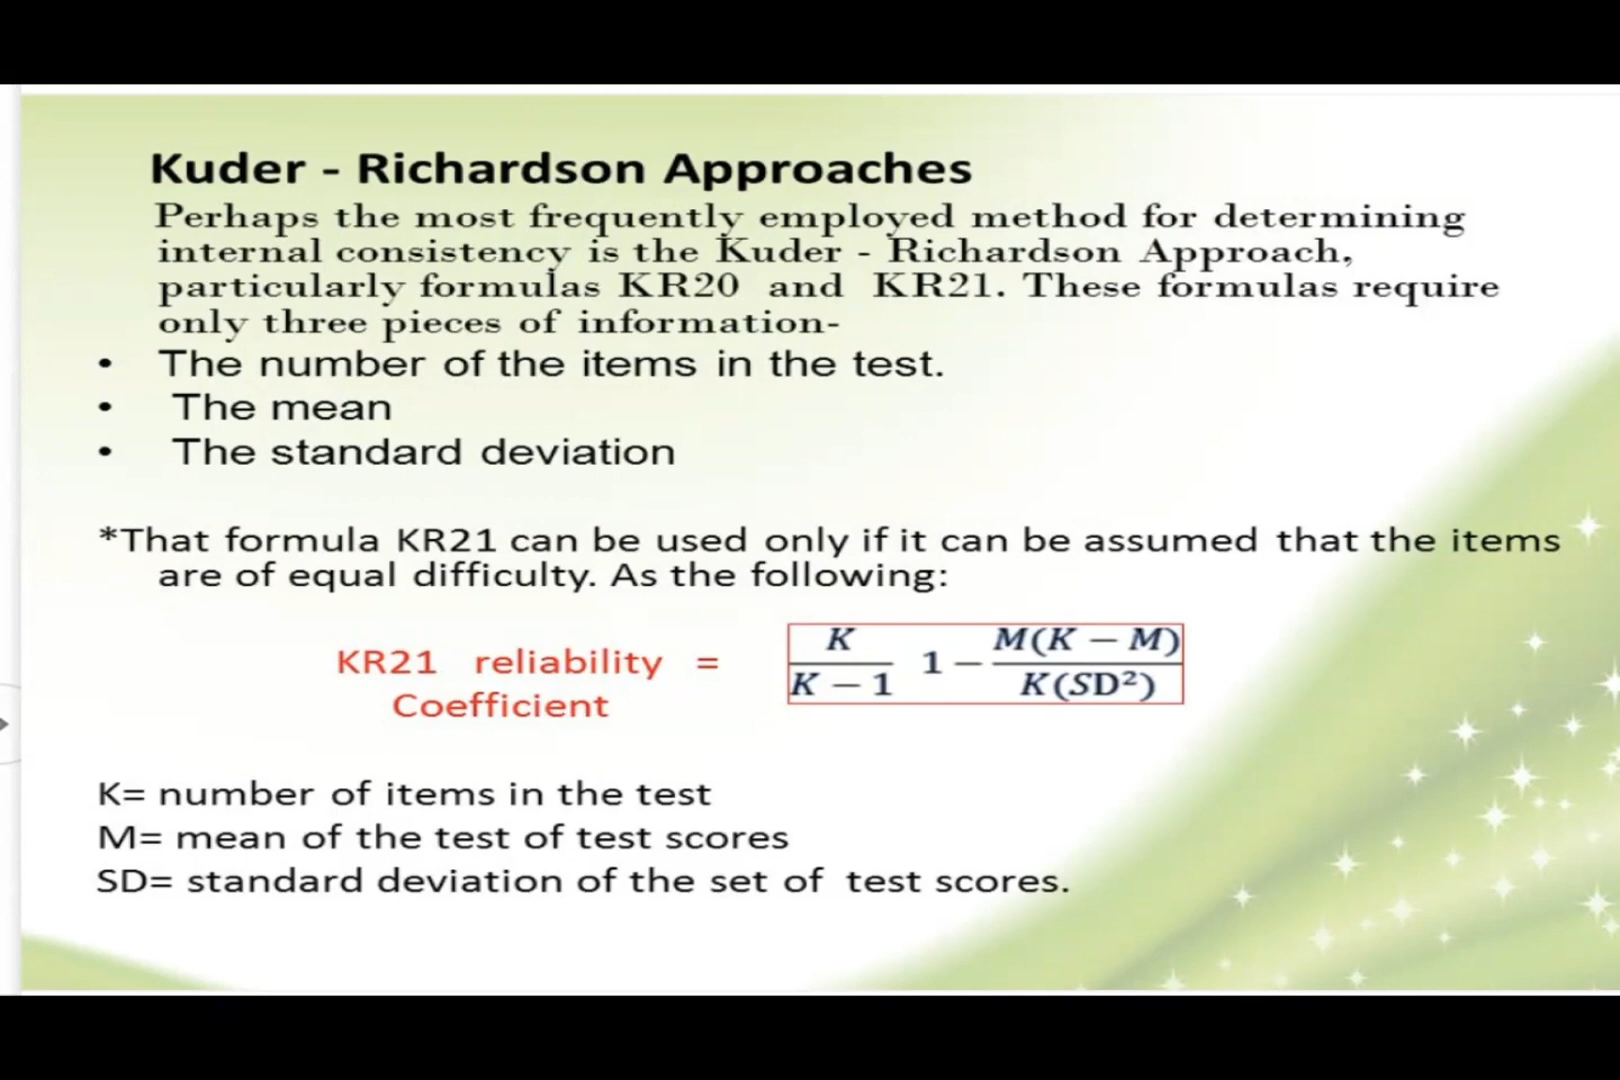 Kuder - Richardson Approaches
Perhaps the most frequently employed method for determining
internal consistency is the Kuder - Richardson Approach,
particularly formulas KR20 and KR21. These formulas require
only three pieces of information-
• The number of the items in the test.
• The mean
• The standard deviation
*That formula KR21 can be used only if it can be assumed that the items
are of equal difficulty. As the following:
KR21 reliability = K/(K − 1) 1 − M(K − M)/K(SD²)
Coefficient
K= number of items in the test
M= mean of the test of test scores
SD= standard deviation of the set of test scores.